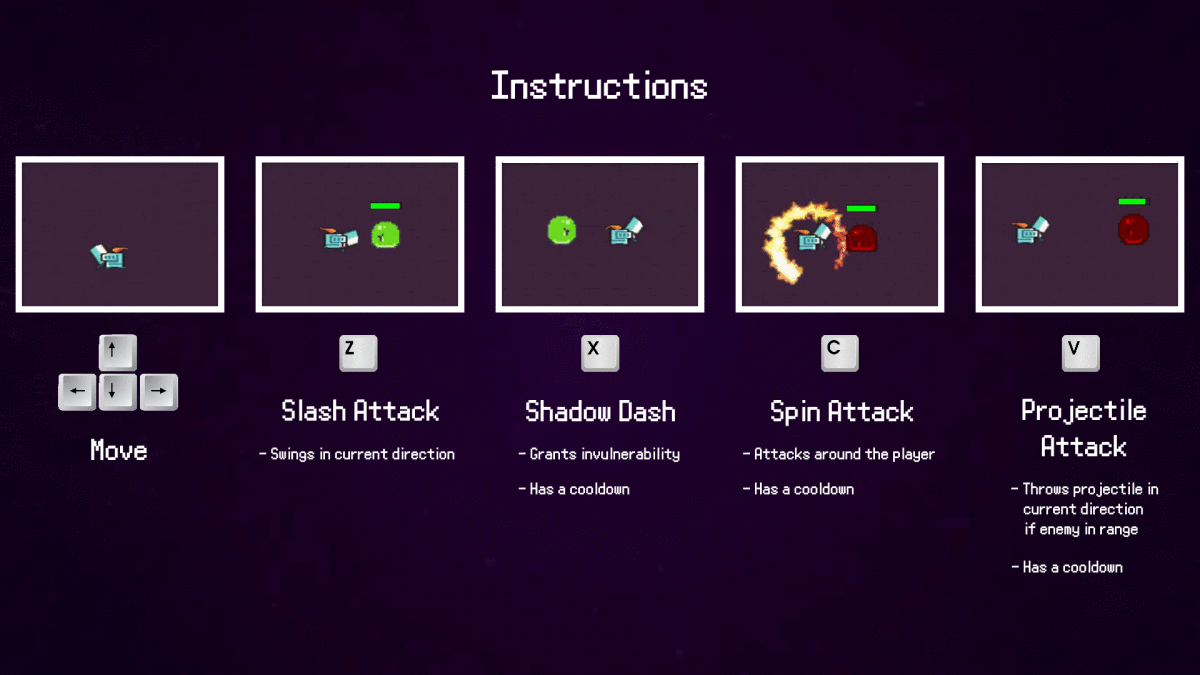 Instructions
↑
← ↓ →
Move
Z
Slash Attack
- Swings in current direction
X
Shadow Dash
- Grants invulnerability
- Has a cooldown
C
Spin Attack
- Attacks around the player
- Has a cooldown
V
Projectile
Attack
- Throws projectile in
current direction
if enemy in range
- Has a cooldown